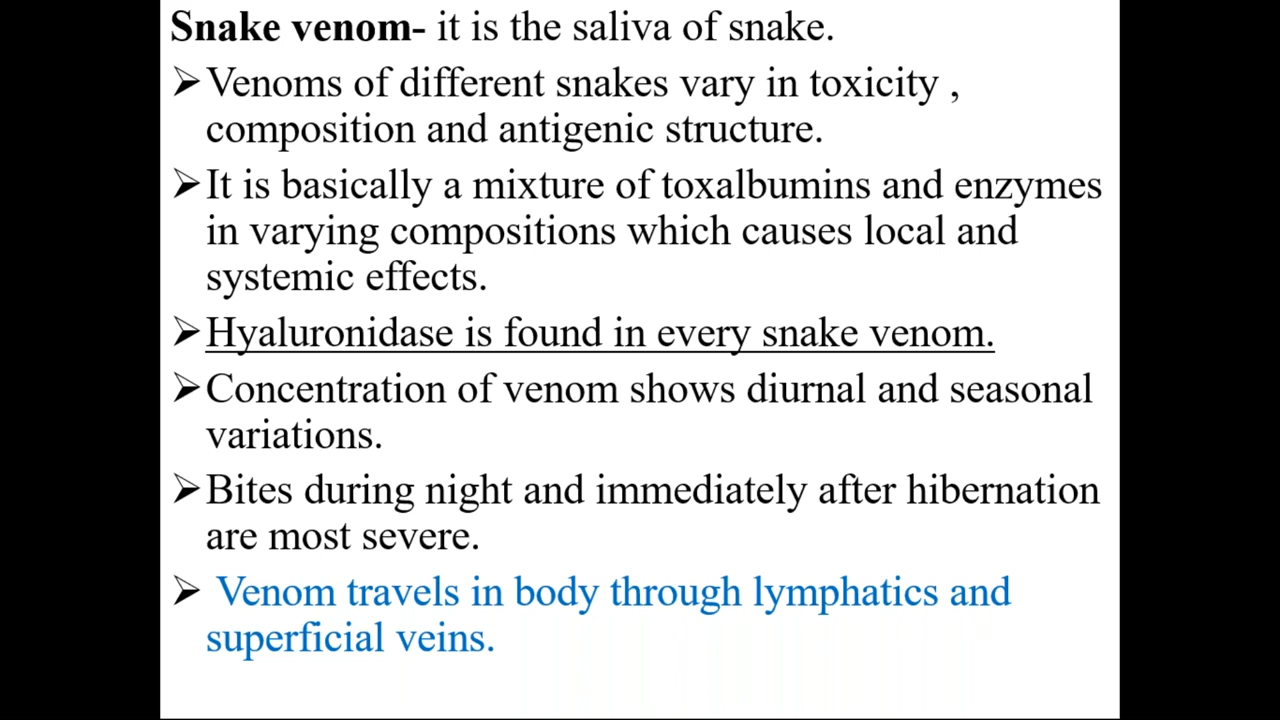 Snake venom- it is the saliva of snake.
➢Venoms of different snakes vary in toxicity ,
composition and antigenic structure.
➢It is basically a mixture of toxalbumins and enzymes
in varying compositions which causes local and
systemic effects.
➢Hyaluronidase is found in every snake venom.
➢Concentration of venom shows diurnal and seasonal
variations.
➢Bites during night and immediately after hibernation
are most severe.
➢ Venom travels in body through lymphatics and
superficial veins.